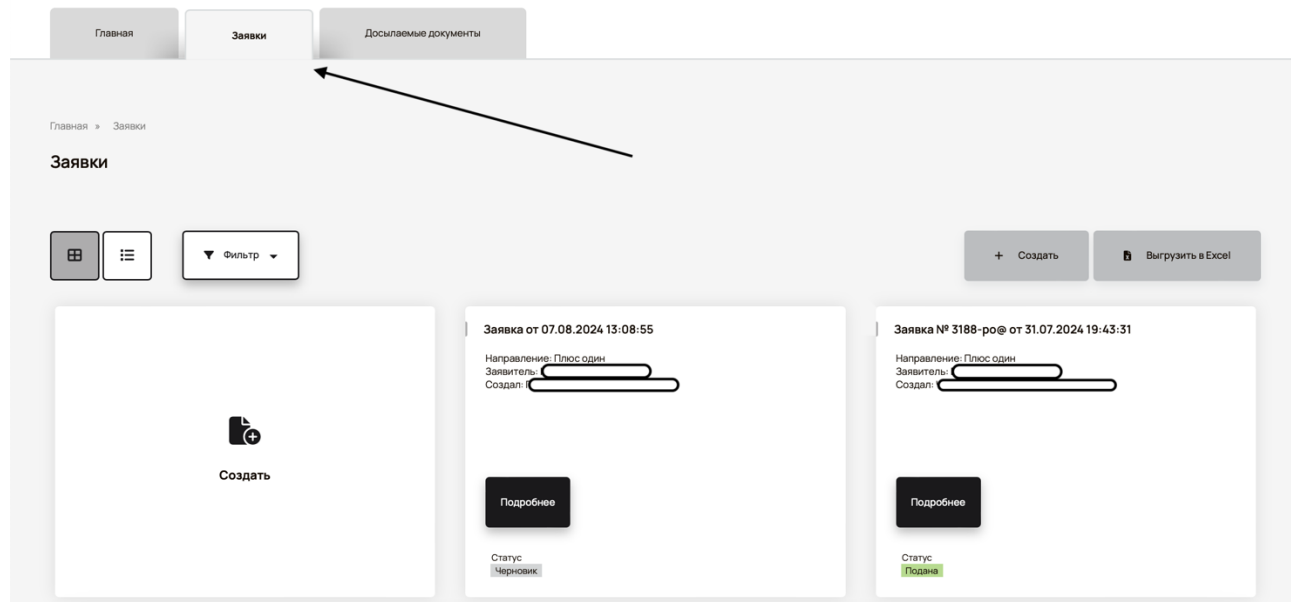 Главная
Заявки
Досылаемые документы
Главная » Заявки
Заявки
Фильтр
+ Создать
Выгрузить в Excel
Создать
Заявка от 07.08.2024 13:08:55
Направление: Плюс один
Заявитель:
Создал:
Подробнее
Статус
Черновик
Заявка № 3188-ро@ от 31.07.2024 19:43:31
Направление: Плюс один
Заявитель:
Создал:
Подробнее
Статус
Подана